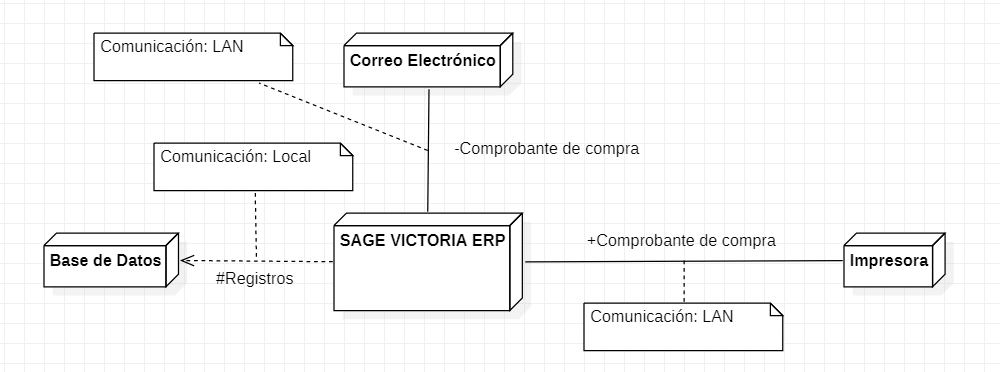 Comunicación: LAN
Correo Electrónico
-Comprobante de compra
Comunicación: Local
SAGE VICTORIA ERP
+Comprobante de compra
Base de Datos
Impresora
#Registros
Comunicación: LAN